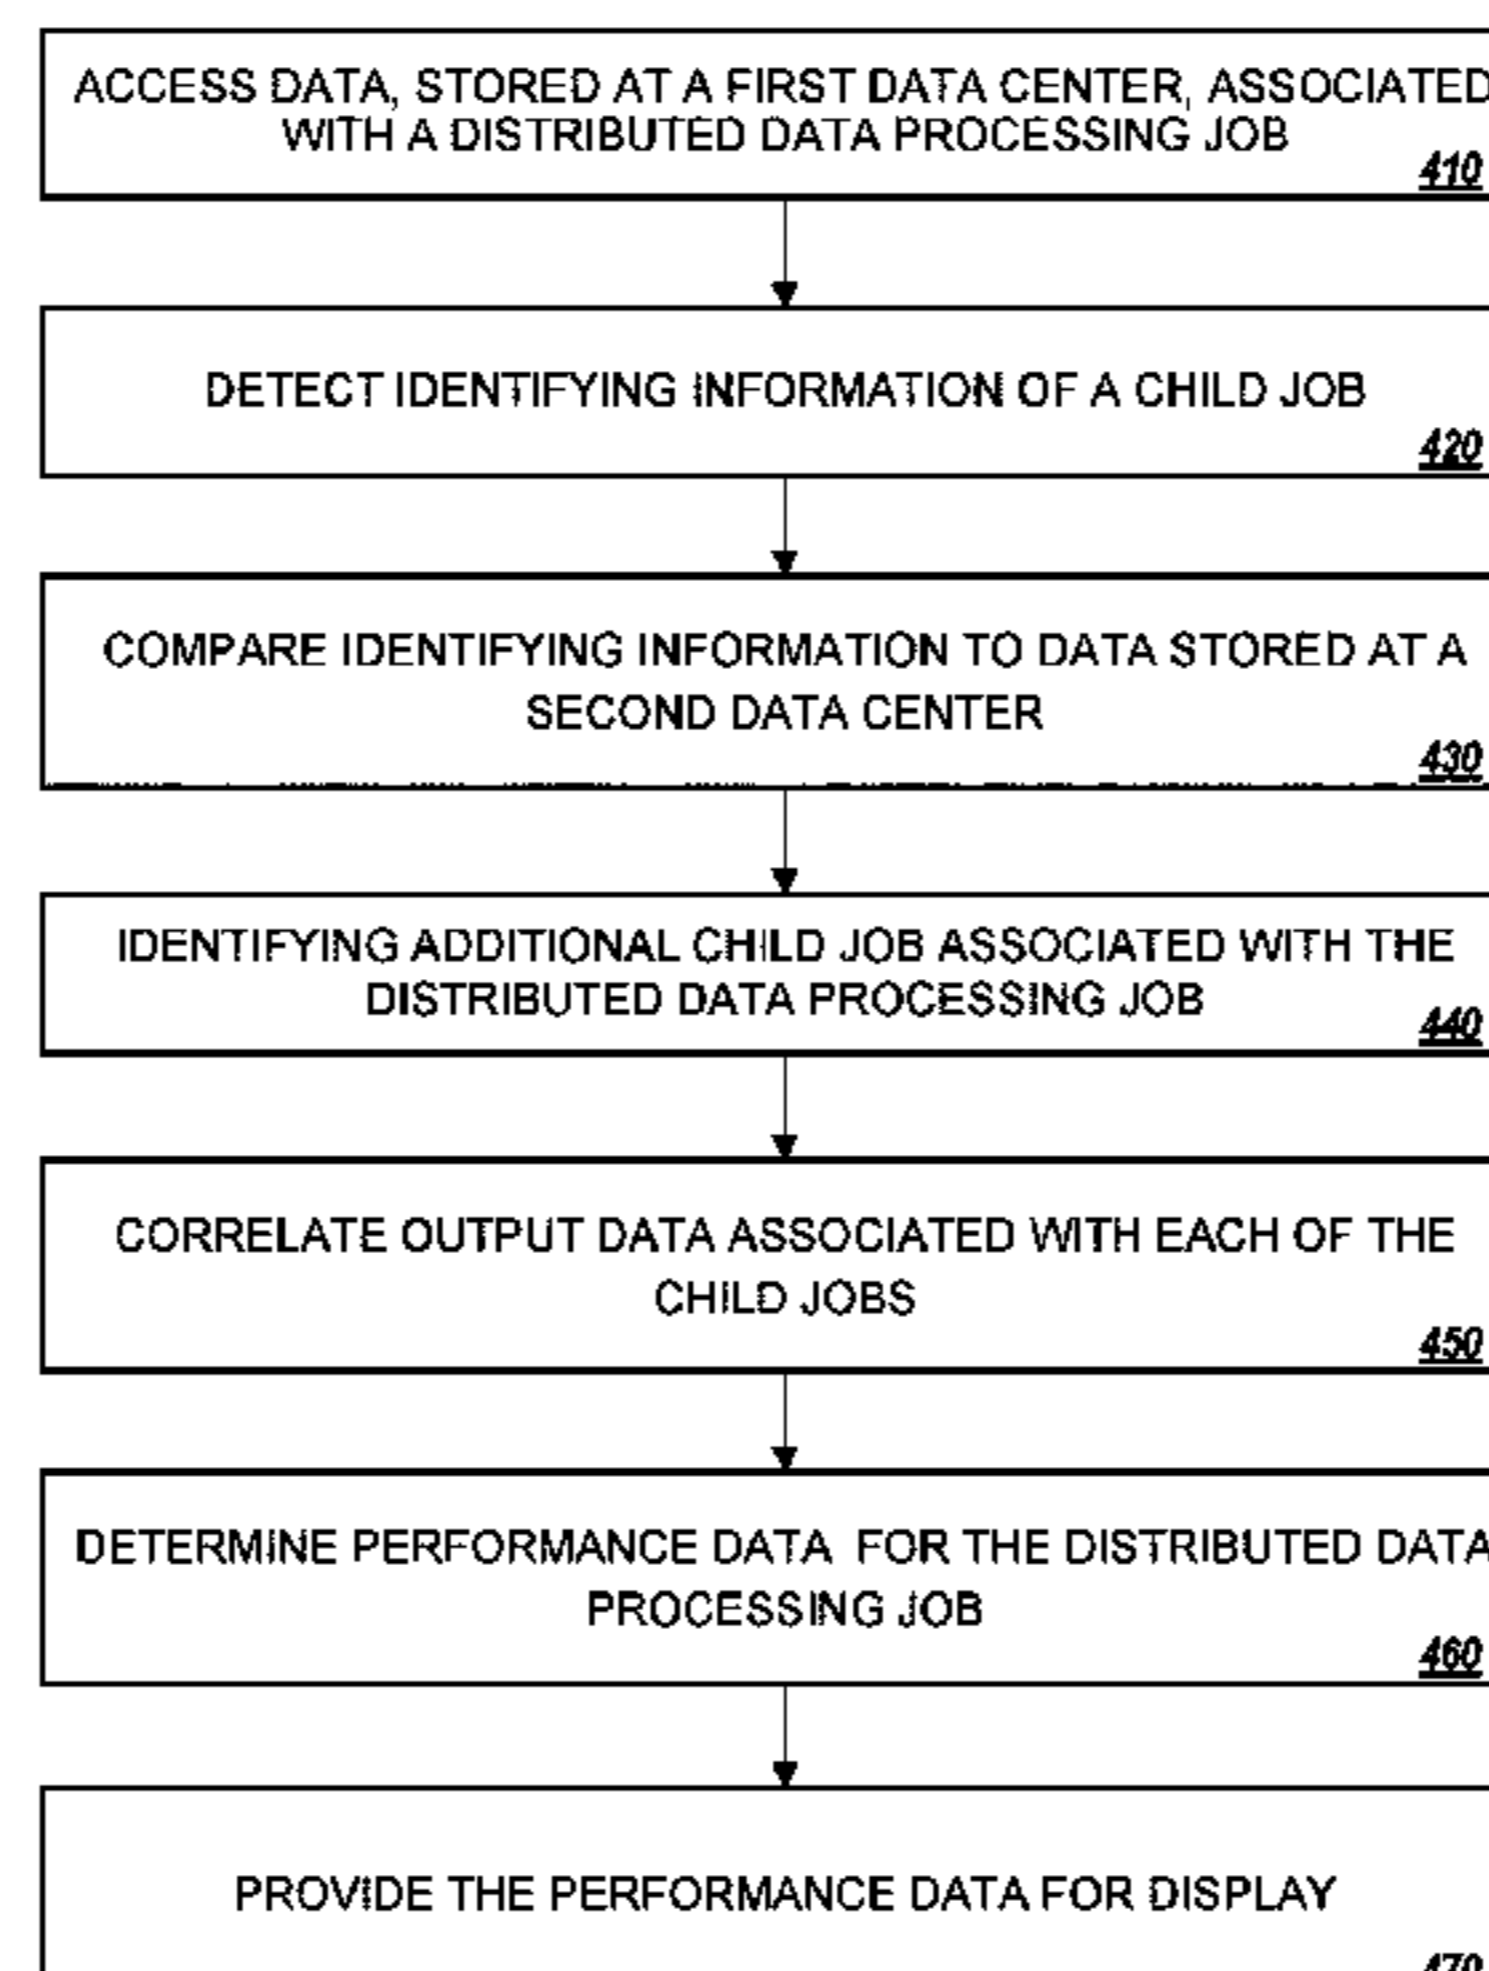 ACCESS DATA, STORED AT A FIRST DATA CENTER, ASSOCIATED
WITH A DISTRIBUTED DATA PROCESSING JOB
410
DETECT IDENTIFYING INFORMATION OF A CHILD JOB
420
COMPARE IDENTIFYING INFORMATION TO DATA STORED AT A
SECOND DATA CENTER
430
IDENTIFYING ADDITIONAL CHILD JOB ASSOCIATED WITH THE
DISTRIBUTED DATA PROCESSING JOB
440
CORRELATE OUTPUT DATA ASSOCIATED WITH EACH OF THE
CHILD JOBS
450
DETERMINE PERFORMANCE DATA FOR THE DISTRIBUTED DATA
PROCESSING JOB
460
PROVIDE THE PERFORMANCE DATA FOR DISPLAY
470